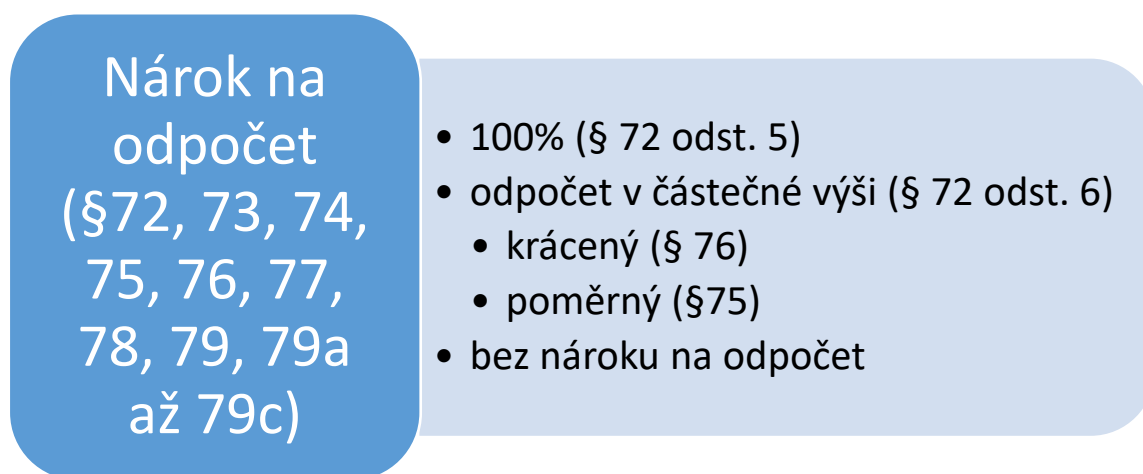 Nárok na
odpočet
(§72, 73, 74,
75, 76, 77,
78, 79, 79a
až 79c)
• 100% (§ 72 odst. 5)
• odpočet v částečné výši (§ 72 odst. 6)
• krácený (§ 76)
• poměrný (§75)
• bez nároku na odpočet